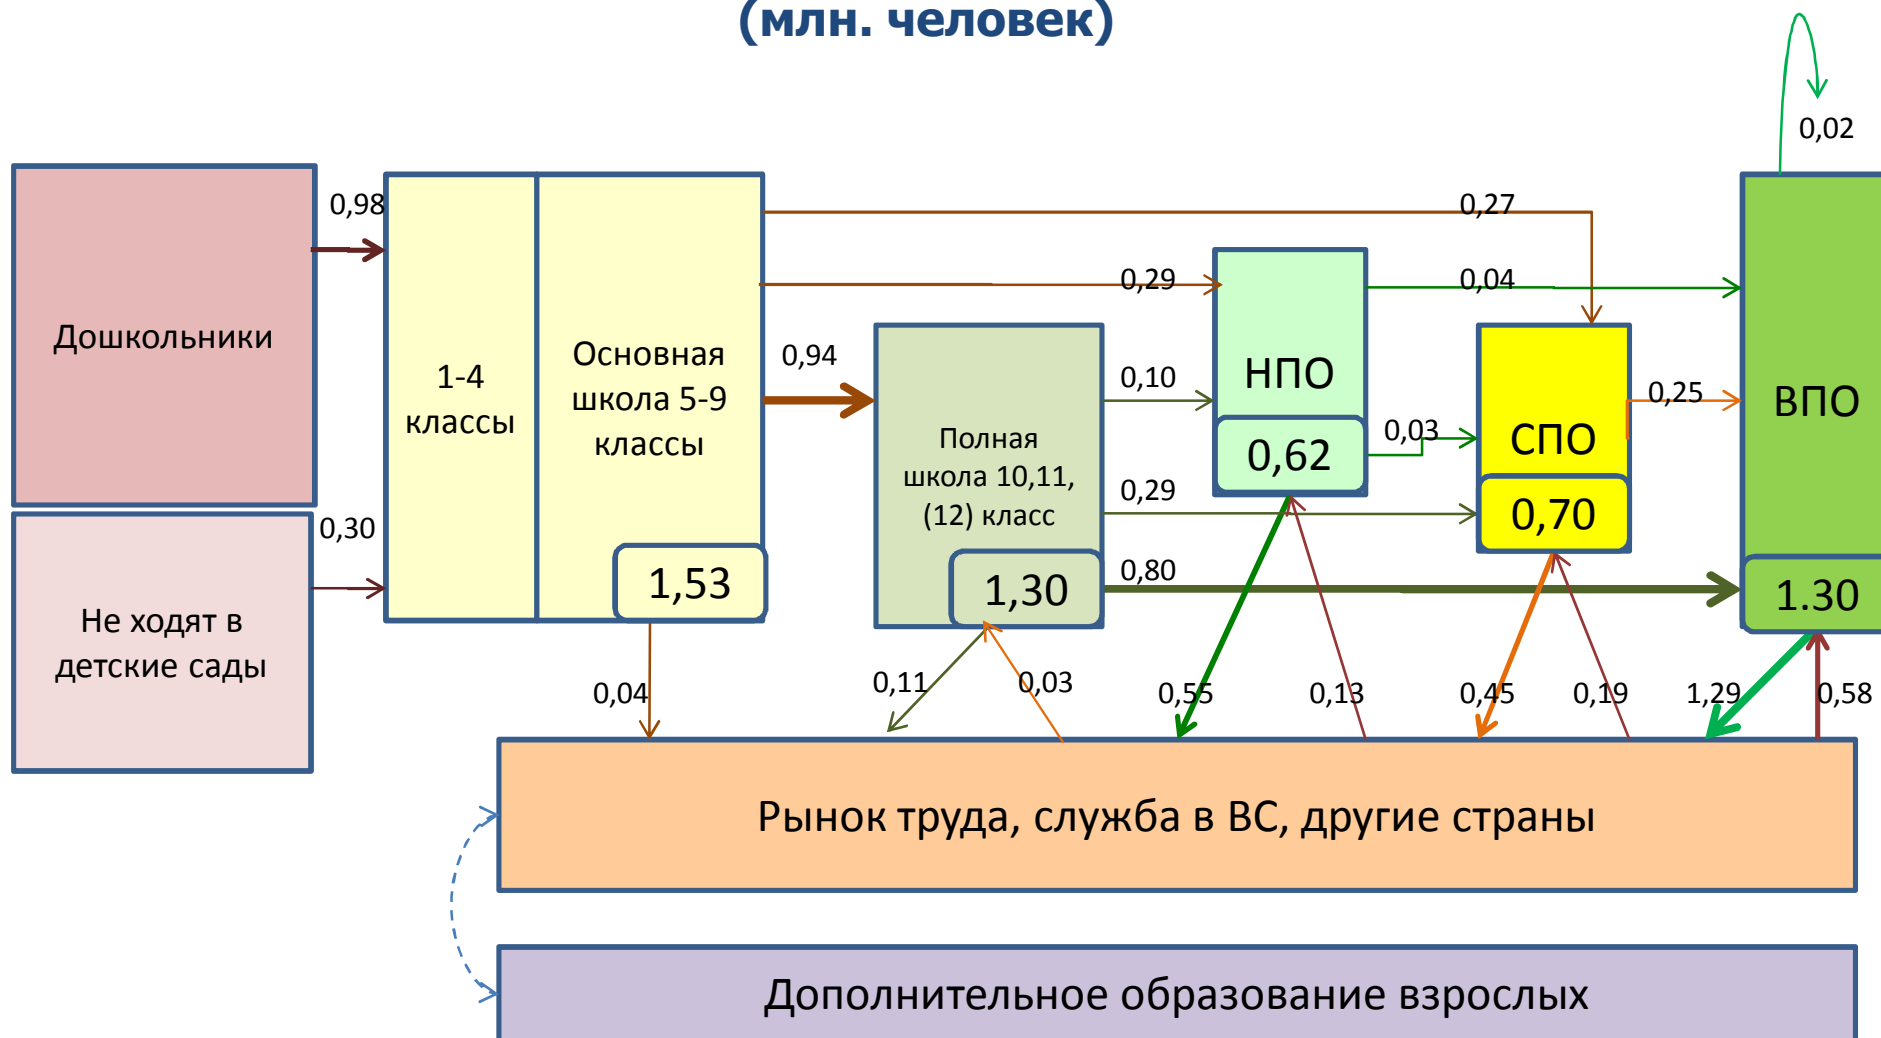 (млн. человек)
0,02
0,98
0,27
0,29
0,04
Дошкольники
1-4
классы
Основная
школа 5-9
классы
0,94
0,10
НПО
0,62
0,03
СПО
0,70
0,25
ВПО
1.30
Полная
школа 10,11,
(12) класс
1,30
0,29
0,80
0,30
1,53
Не ходят в
детские сады
0,04
0,11
0,03
0,55
0,13
0,45
0,19
1,29
0,58
Рынок труда, служба в ВС, другие страны
Дополнительное образование взрослых